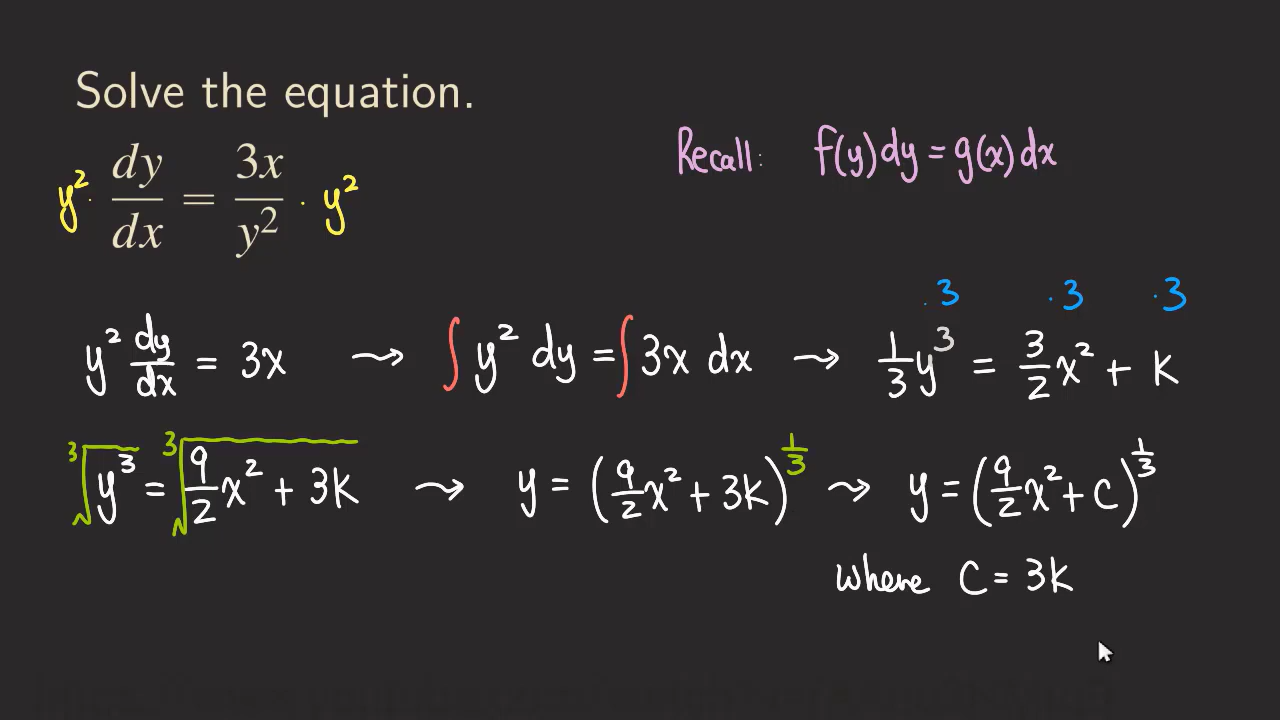 Solve the equation.
Recall: f(y)dy = g(x)dx
y² · dy/dx = 3x/y² · y²
· 3 · 3 · 3
y² dy/dx = 3x → ∫ y² dy = ∫ 3x dx → 1/3 y³ = 3/2 x² + K
∛y³ = ∛(9/2 x² + 3K) → y = (9/2 x² + 3K)^(1/3) → y = (9/2 x² + C)^(1/3)
where C = 3K